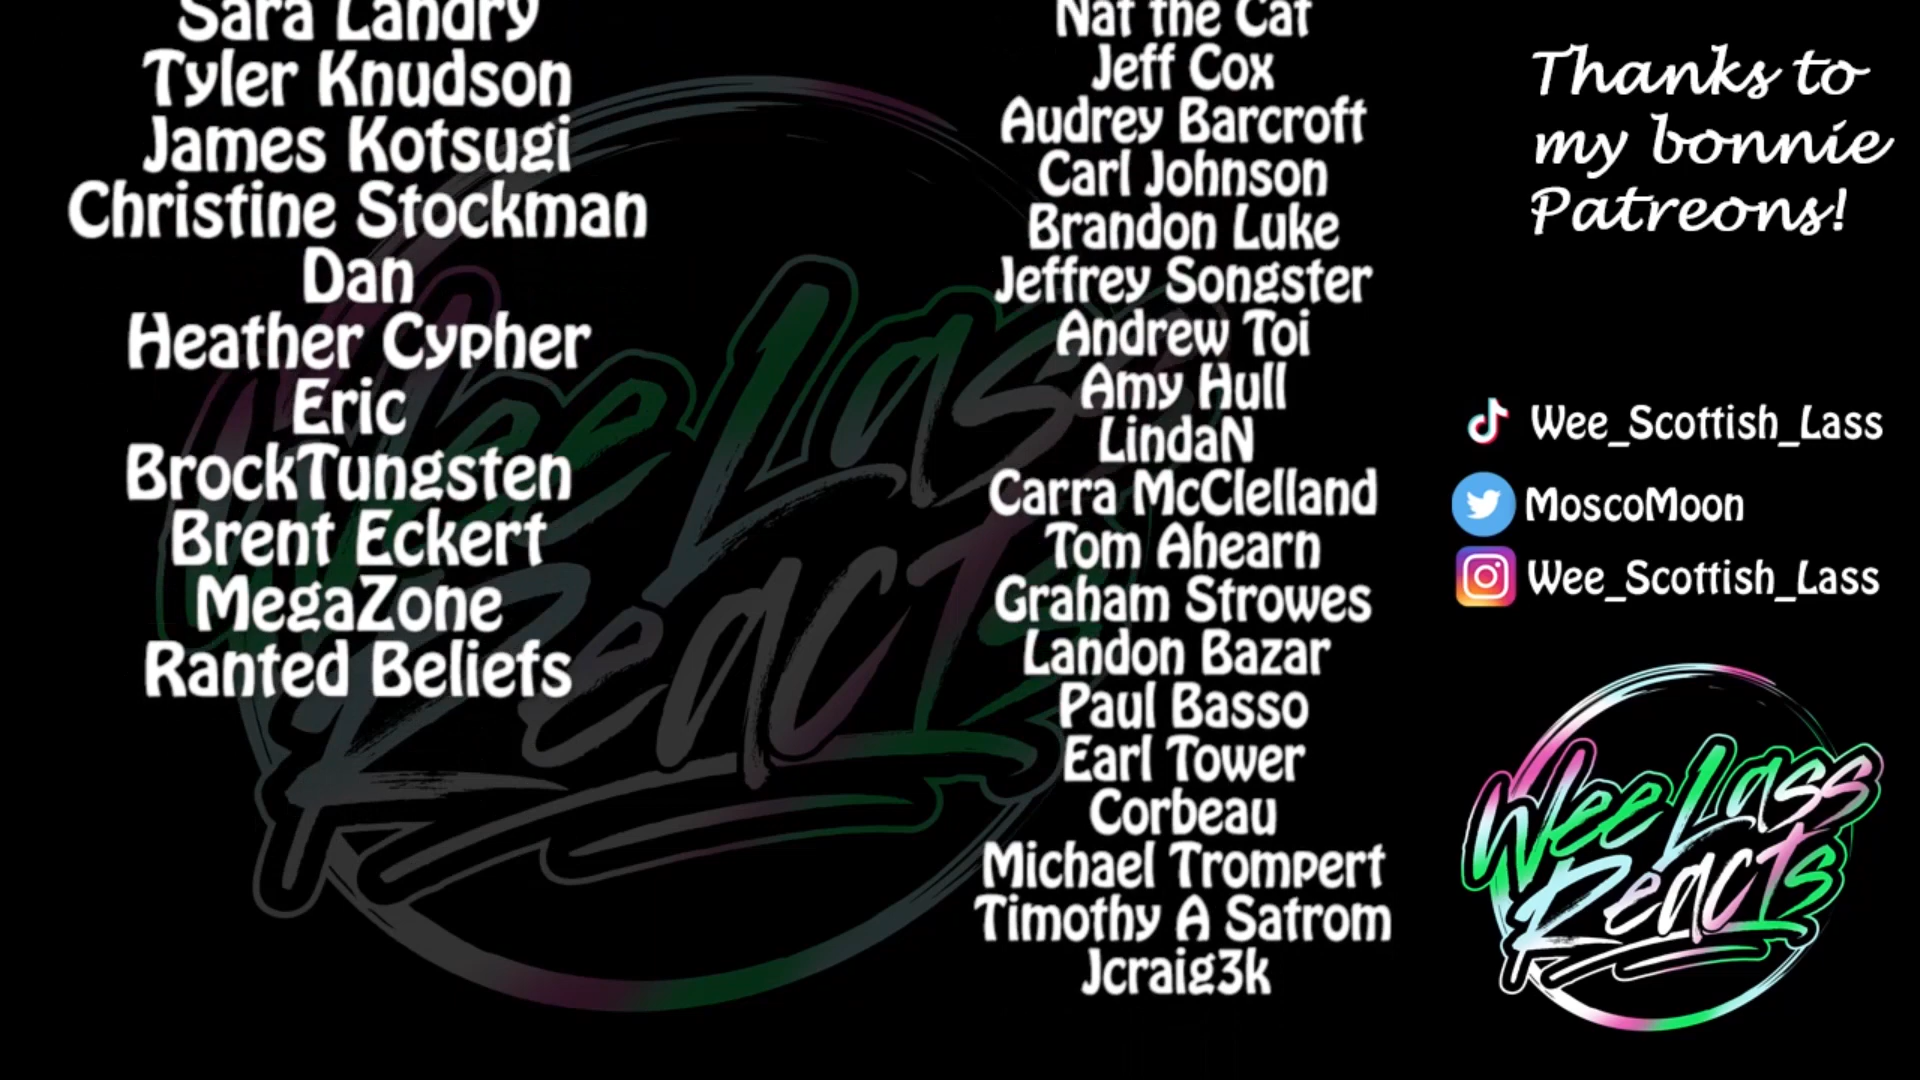 Sara Landry
Tyler Knudson
James Kotsugi
Christine Stockman
Dan
Heather Cypher
Eric
BrockTungsten
Brent Eckert
MegaZone
Ranted Beliefs
Nat the Cat
Jeff Cox
Audrey Barcroft
Carl Johnson
Brandon Luke
Jeffrey Songster
Andrew Toi
Amy Hull
LindaN
Carra McClelland
Tom Ahearn
Graham Strowes
Landon Bazar
Paul Basso
Earl Tower
Corbeau
Michael Trompert
Timothy A Satrom
Jcraig3k
Thanks to
my bonnie
Patreons!
Wee_Scottish_Lass
MoscoMoon
Wee_Scottish_Lass
Wee Lass
Reacts
Wee Lass
Reacts